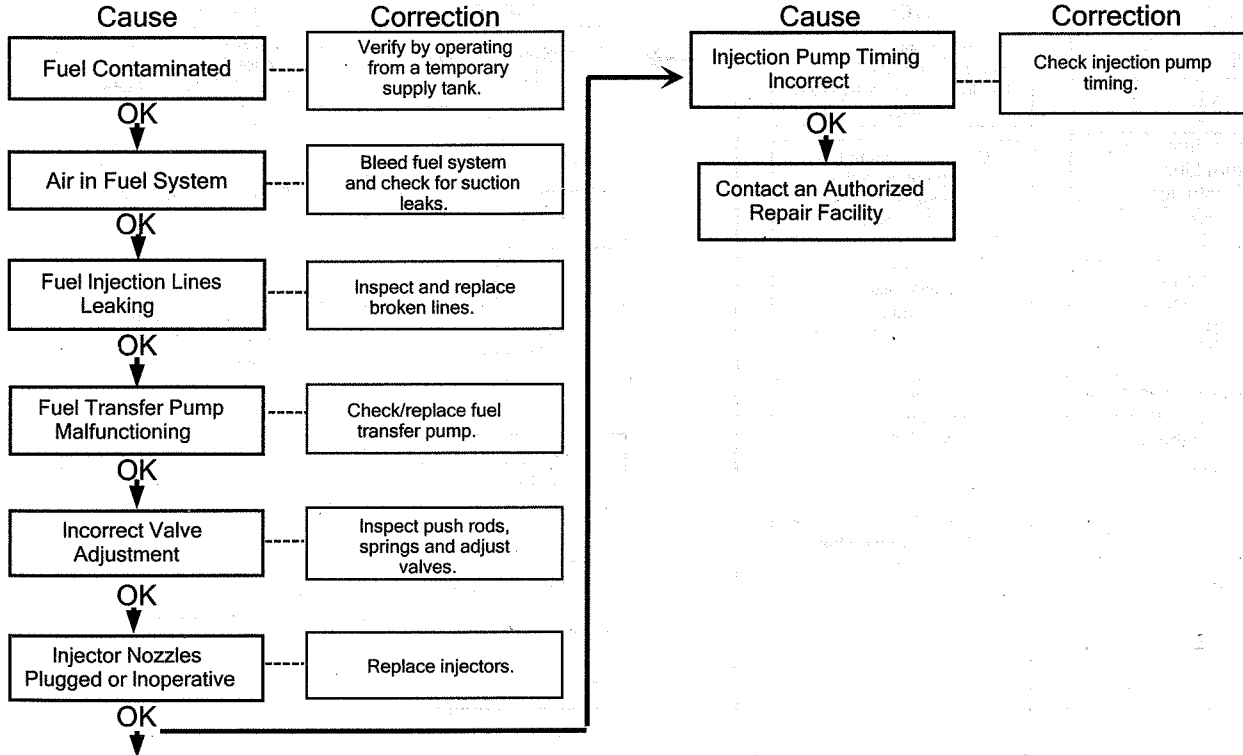 Cause
Correction
Fuel Contaminated
Verify by operating
from a temporary
supply tank.
OK
Air in Fuel System
Bleed fuel system
and check for suction
leaks.
OK
Fuel Injection Lines
Leaking
Inspect and replace
broken lines.
OK
Fuel Transfer Pump
Malfunctioning
Check/replace fuel
transfer pump.
OK
Incorrect Valve
Adjustment
Inspect push rods,
springs and adjust
valves.
OK
Injector Nozzles
Plugged or Inoperative
Replace injectors.
OK
Cause
Correction
Injection Pump Timing
Incorrect
Check injection pump
timing.
OK
Contact an Authorized
Repair Facility